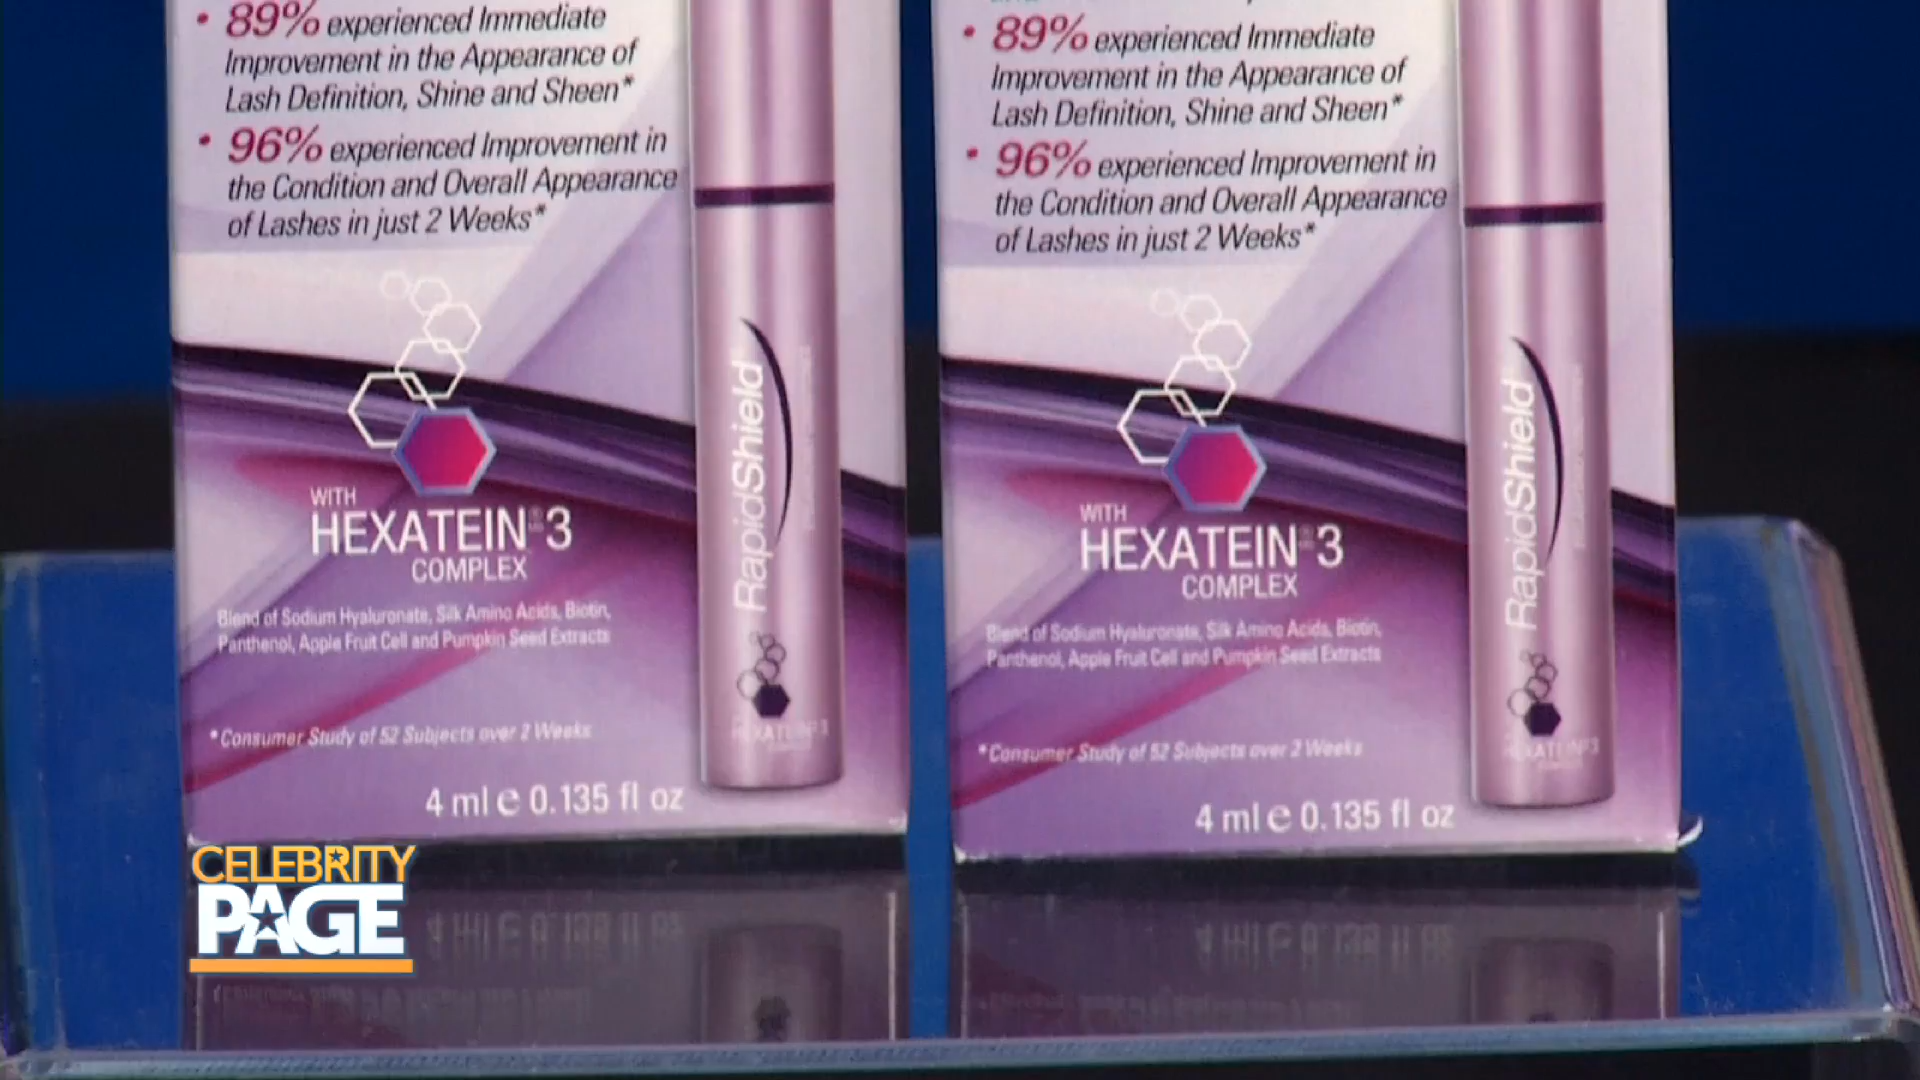 • 89% experienced Immediate
Improvement in the Appearance of
Lash Definition, Shine and Sheen*
• 96% experienced Improvement in
the Condition and Overall Appearance
of Lashes in just 2 Weeks*
WITH
HEXATEIN® 3
COMPLEX
Blend of Sodium Hyaluronate, Silk Amino Acids, Biotin,
Panthenol, Apple Fruit Cell and Pumpkin Seed Extracts
*Consumer Study of 52 Subjects over 2 Weeks
4 ml e 0.135 fl oz
RapidShield
HEXATEIN® 3
• 89% experienced Immediate
Improvement in the Appearance of
Lash Definition, Shine and Sheen*
• 96% experienced Improvement in
the Condition and Overall Appearance
of Lashes in just 2 Weeks*
WITH
HEXATEIN® 3
COMPLEX
Blend of Sodium Hyaluronate, Silk Amino Acids, Biotin,
Panthenol, Apple Fruit Cell and Pumpkin Seed Extracts
*Consumer Study of 52 Subjects over 2 Weeks
4 ml e 0.135 fl oz
RapidShield
HEXATEIN® 3
CELEBRITY
PAGE